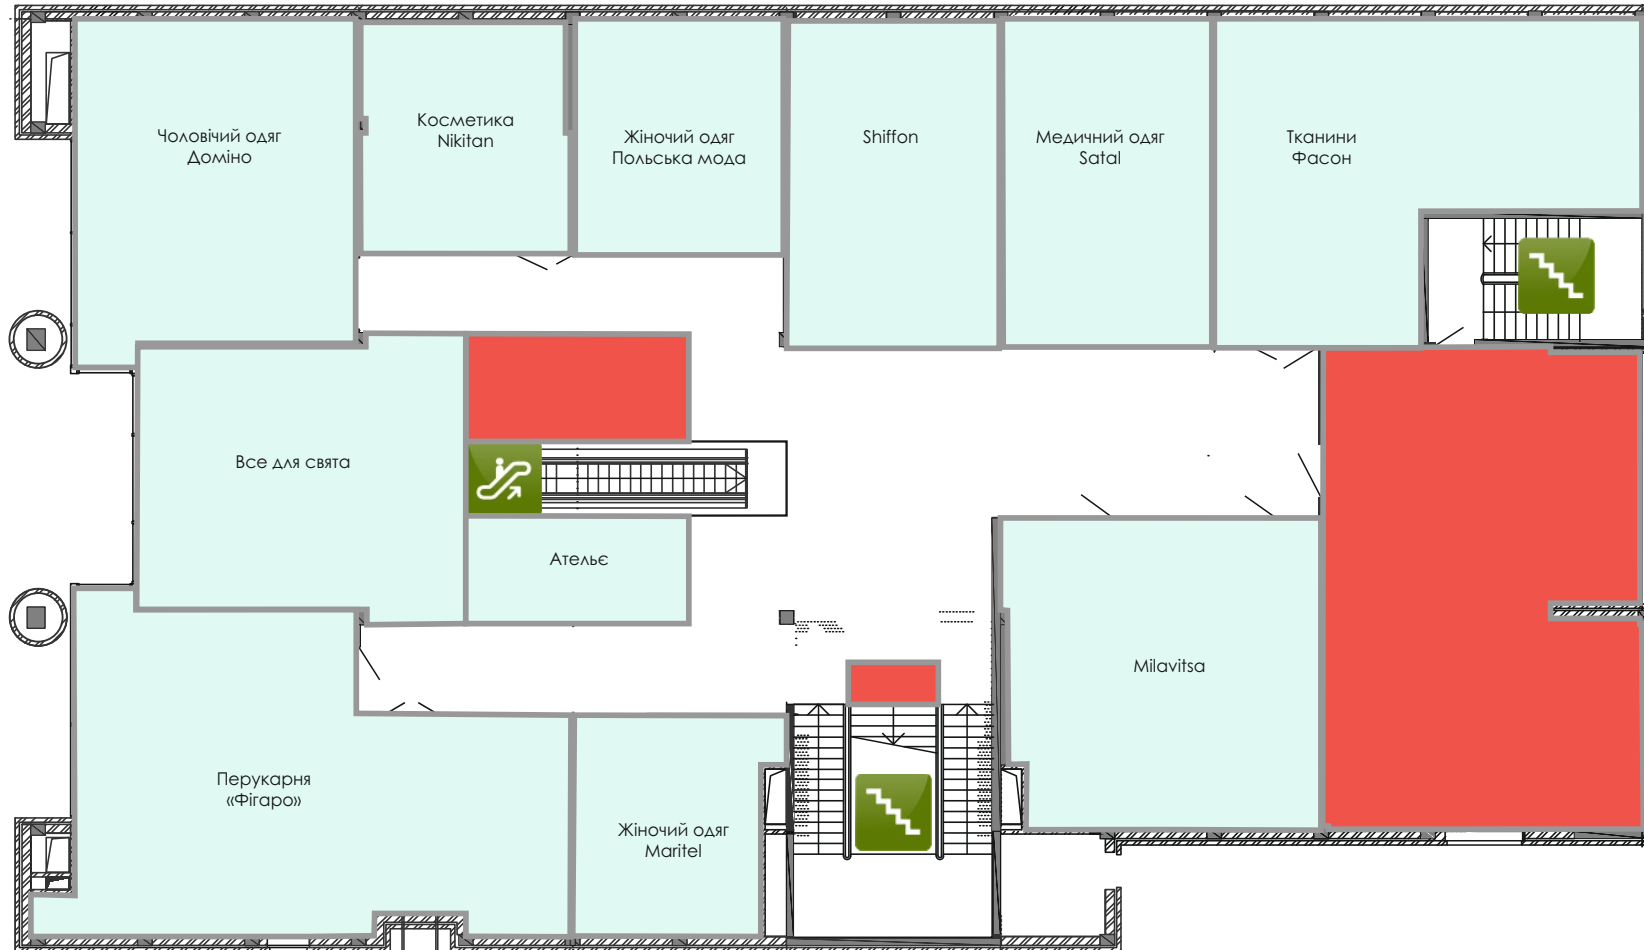 Чоловічий одяг
Доміно
Косметика
Nikitan
Жіночий одяг
Польська мода
Shiffon
Медичний одяг
Satal
Тканини
Фасон
Все для свята
Ательє
Milavitsa
Перукарня
«Фігаро»
Жіночий одяг
Maritel